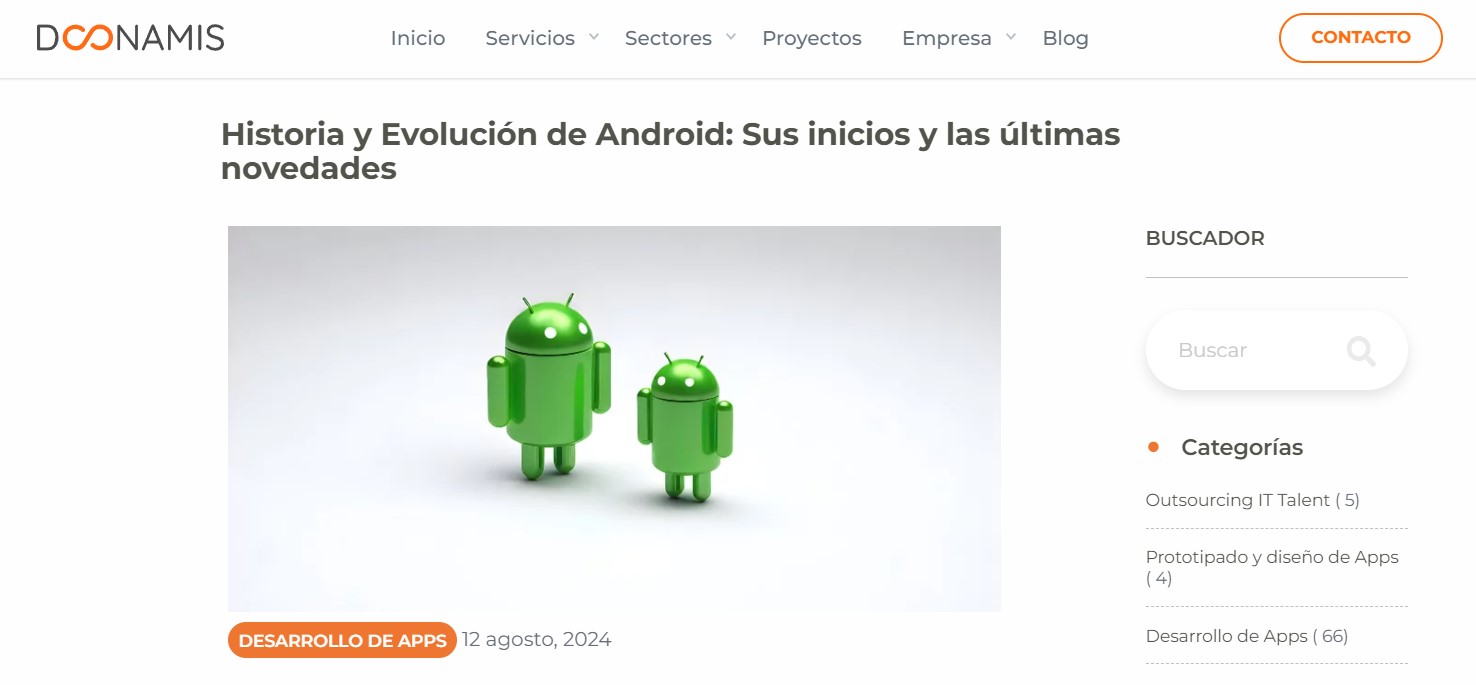 DOONAMIS
Inicio
Servicios
Sectores
Proyectos
Empresa
Blog
CONTACTO
Historia y Evolución de Android: Sus inicios y las últimas
novedades
DESARROLLO DE APPS 12 agosto, 2024
BUSCADOR
Buscar
Categorías
Outsourcing IT Talent ( 5)
Prototipado y diseño de Apps
( 4)
Desarrollo de Apps ( 66)